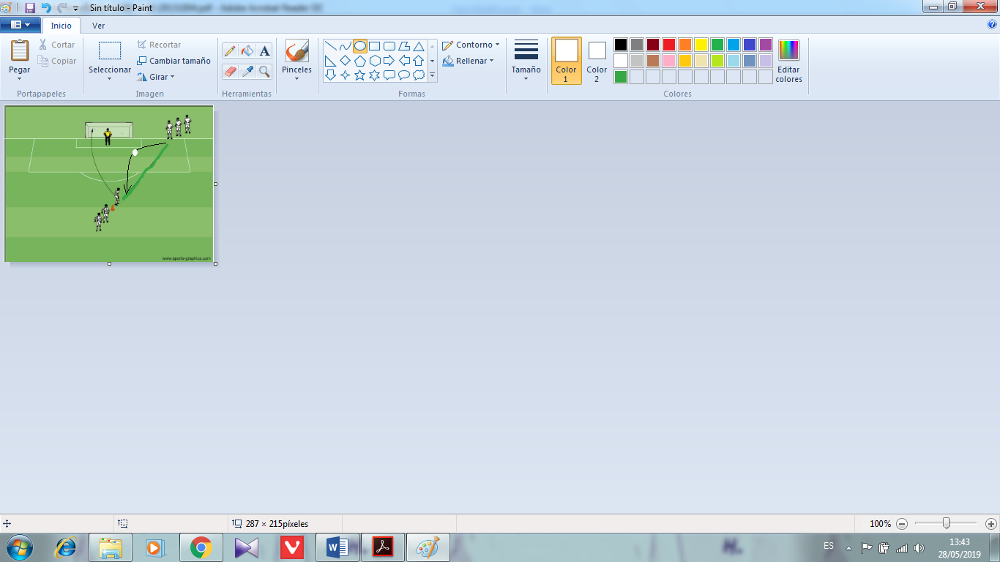 Sin título - Paint
Inicio Ver
Pegar
Cortar
Copiar
Portapapeles
Seleccionar
Recortar
Cambiar tamaño
Girar
Imagen
A
Herramientas
Pinceles
Contorno
Rellenar
Formas
Tamaño
Color
1
Color
2
Editar
colores
Colores
www.sports-graphics.com
287 × 215píxeles
100%
ES
13:43
28/05/2019